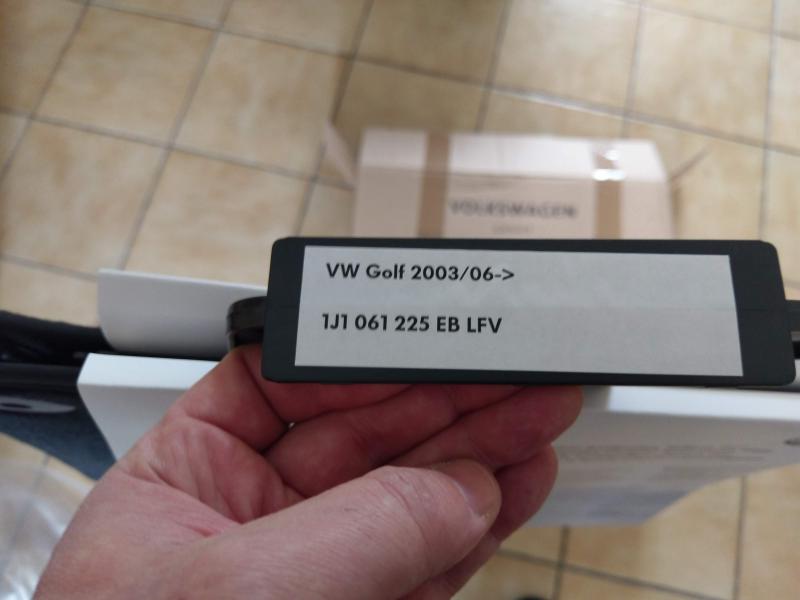 VOLKSWAGEN
VW Golf 2003/06->
1J1 061 225 EB LFV